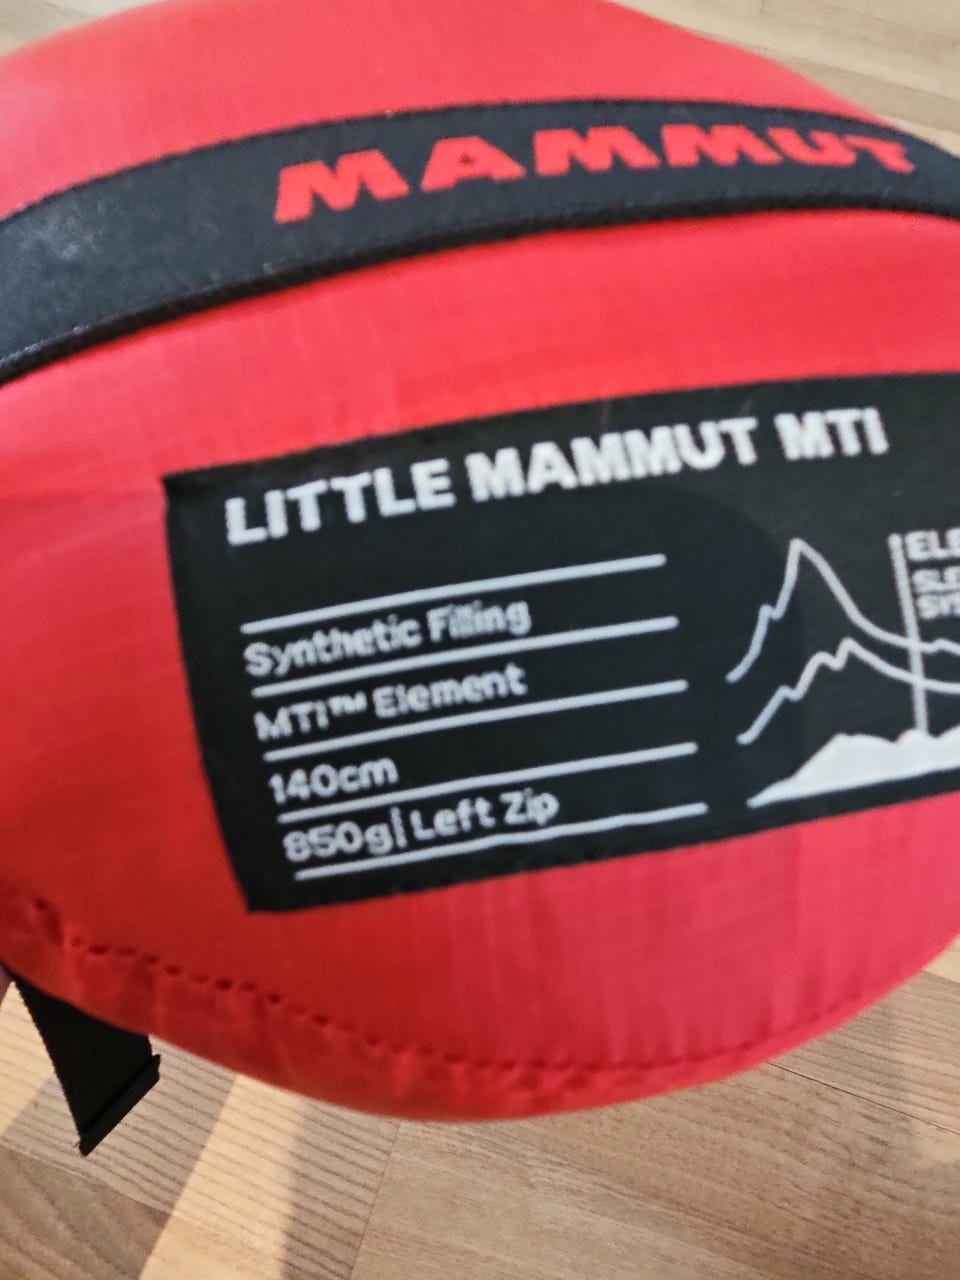 MAMMUT
LITTLE MAMMUT MTI
Synthetic Filling
MTI™ Element
140cm
850g| Left Zip